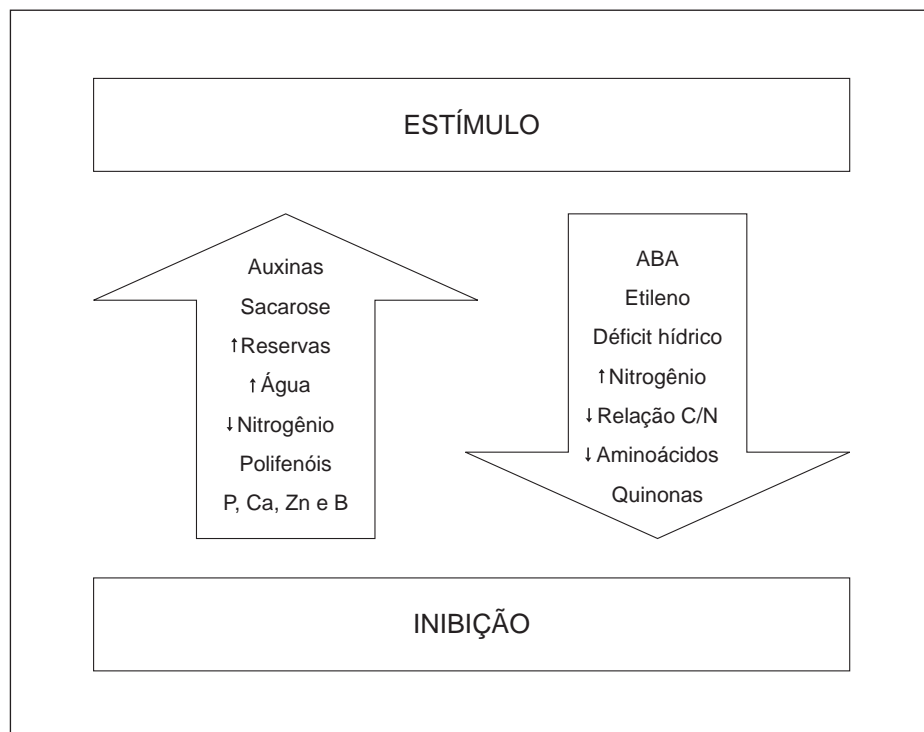 ESTÍMULO
Auxinas
Sacarose
↑Reservas
↑Água
↓Nitrogênio
Polifenóis
P, Ca, Zn e B
ABA
Etileno
Déficit hídrico
↑Nitrogênio
↓Relação C/N
↓Aminoácidos
Quinonas
INIBIÇÃO